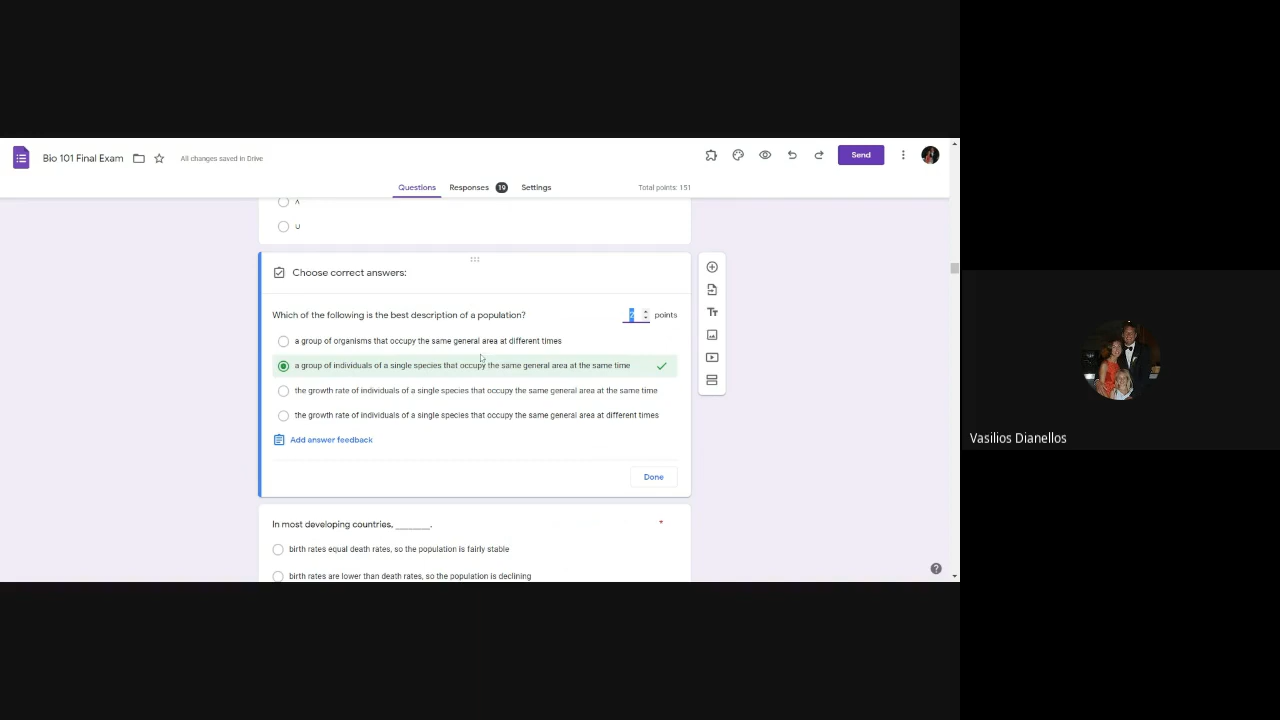 Bio 101 Final Exam
All changes saved in Drive
Send
Questions
Responses 19
Settings
Total points: 151
∪
Choose correct answers:
Which of the following is the best description of a population?
2 points
a group of organisms that occupy the same general area at different times
a group of individuals of a single species that occupy the same general area at the same time
the growth rate of individuals of a single species that occupy the same general area at the same time
the growth rate of individuals of a single species that occupy the same general area at different times
Add answer feedback
Done
In most developing countries, ________. *
birth rates equal death rates, so the population is fairly stable
birth rates are lower than death rates, so the population is declining
Vasilios Dianellos